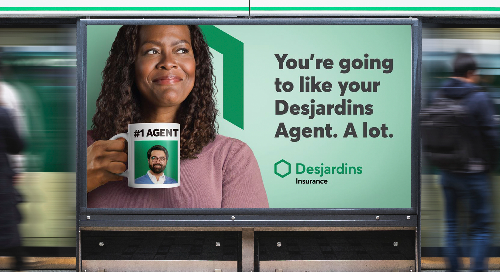 #1 AGENT
You're going
to like your
Desjardins
Agent. A lot.
Desjardins
Insurance